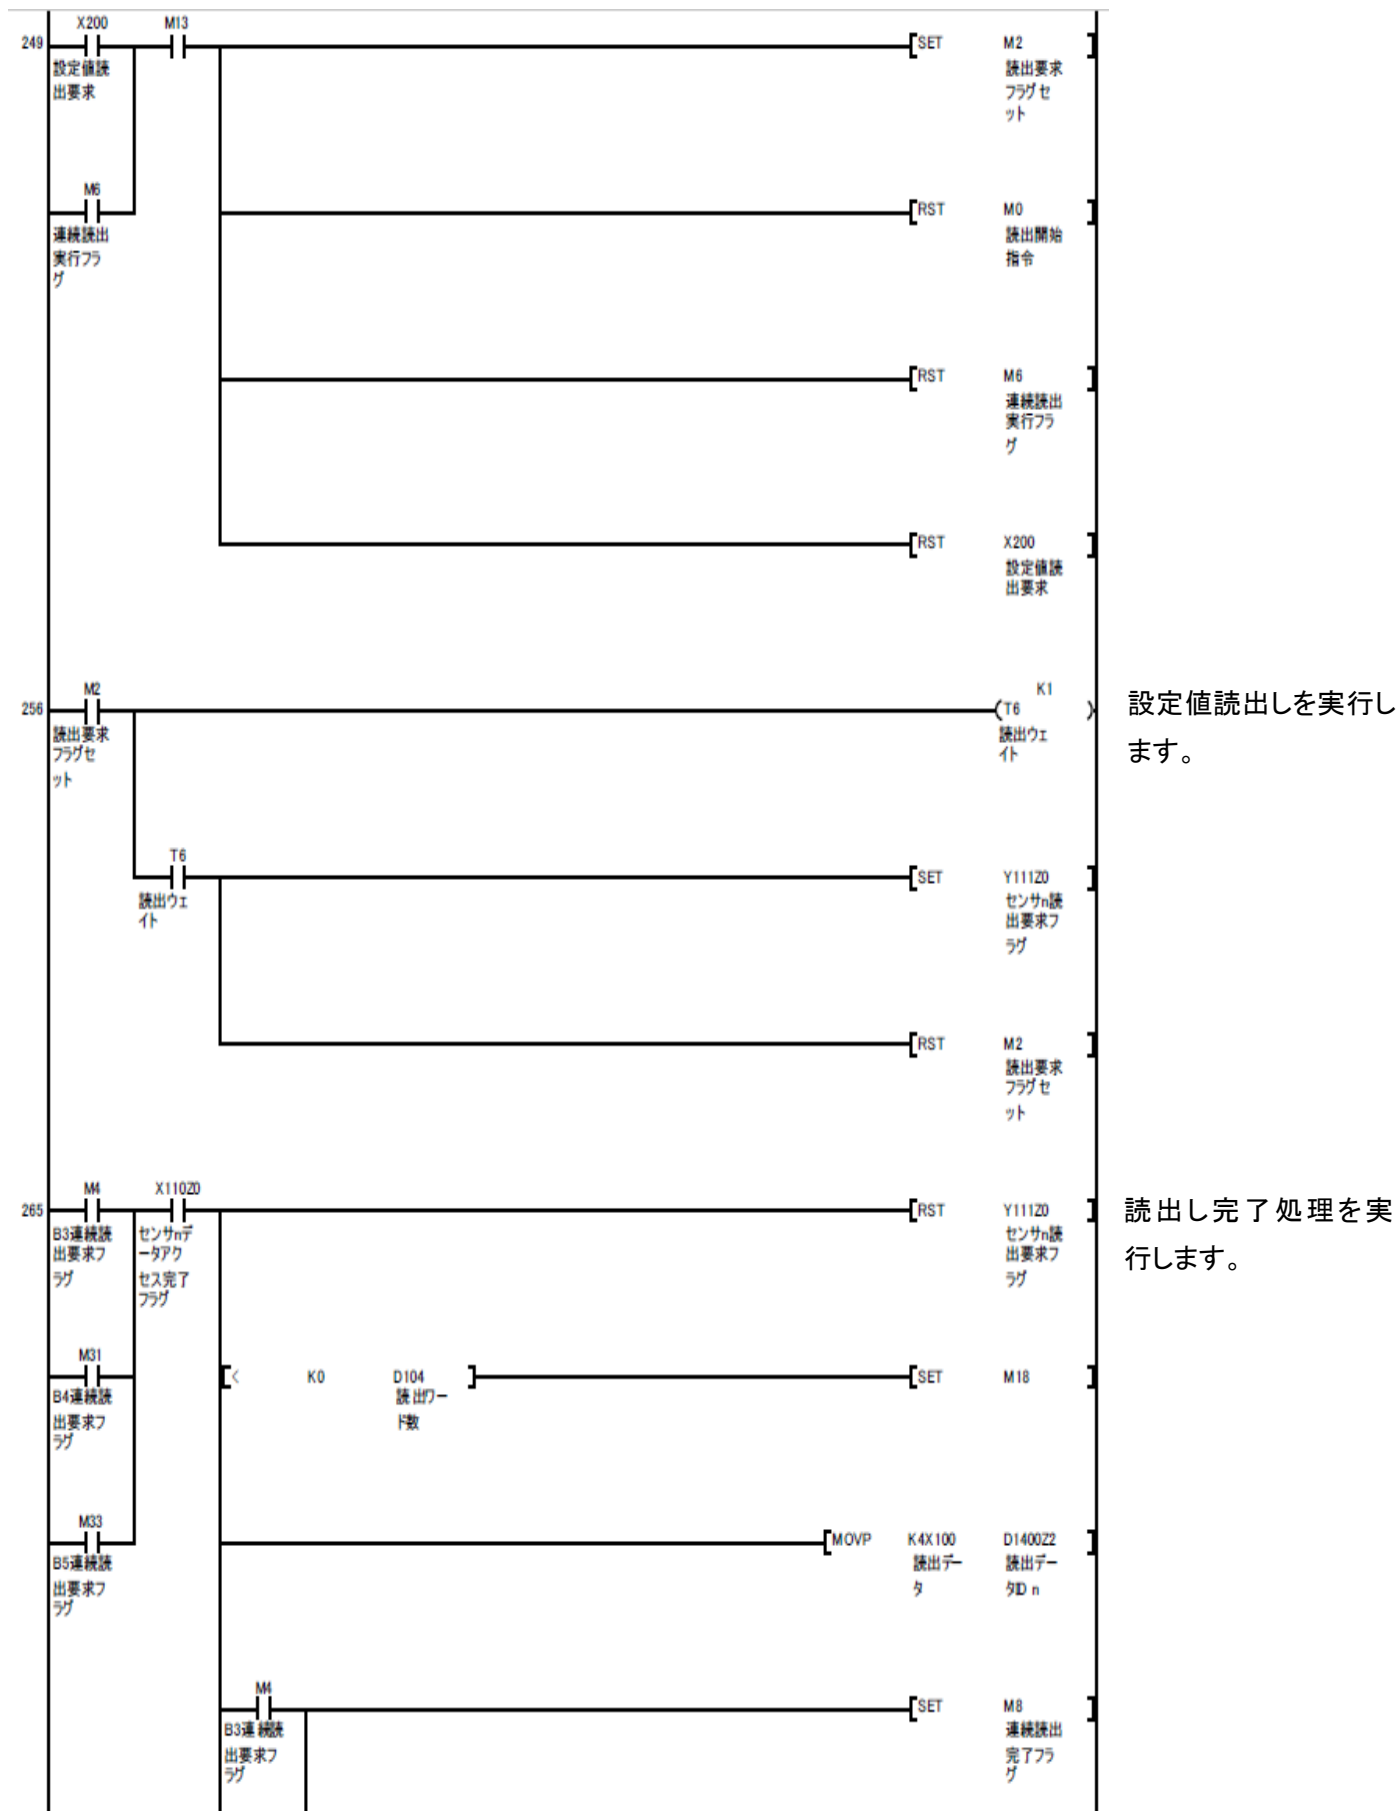 X200 M13
249 SET M2
設定値読
出要求
読出要求
フラグセ
ット
M6
連続読出
実行フラ
グ
RST M0
読出開始
指令
RST M6
連続読出
実行フラ
グ
RST X200
設定値読
出要求
M2 K1
256 T6
読出要求
フラグセ
ット
読出ウェ
イト
設定値読出しを実行し
ます。
T6
読出ウェ
イト
SET Y111Z0
センサn読
出要求フ
ラグ
RST M2
読出要求
フラグセ
ット
M4 X110Z0
265 RST Y111Z0
B3連続読
出要求フ
ラグ
センサnデ
ータアク
セス完了
フラグ
センサn読
出要求フ
ラグ
読出し完了処理を実
行します。
M31
B4連続読
出要求フ
ラグ
< K0 D104
読出ワー
ド数
SET M18
M33
B5連続読
出要求フ
ラグ
MOVP K4X100 D1400Z2
読出デー
タ
読出デー
タID n
M4
B3連続読
出要求フ
ラグ
SET M8
連続読出
完了フラ
グ